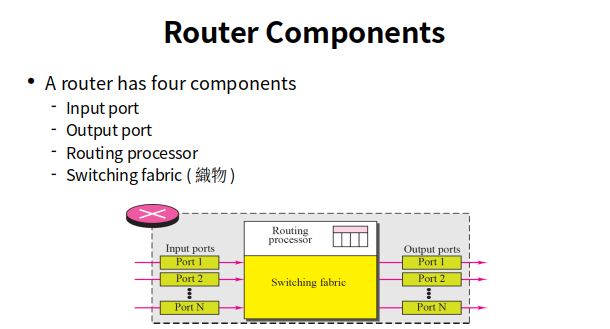 Router Components
• A router has four components
- Input port
- Output port
- Routing processor
- Switching fabric ( 織物 )
Routing
processor
Input ports
Output ports
Port 1
Port 1
Port 2
Switching fabric
Port 2
Port N
Port N